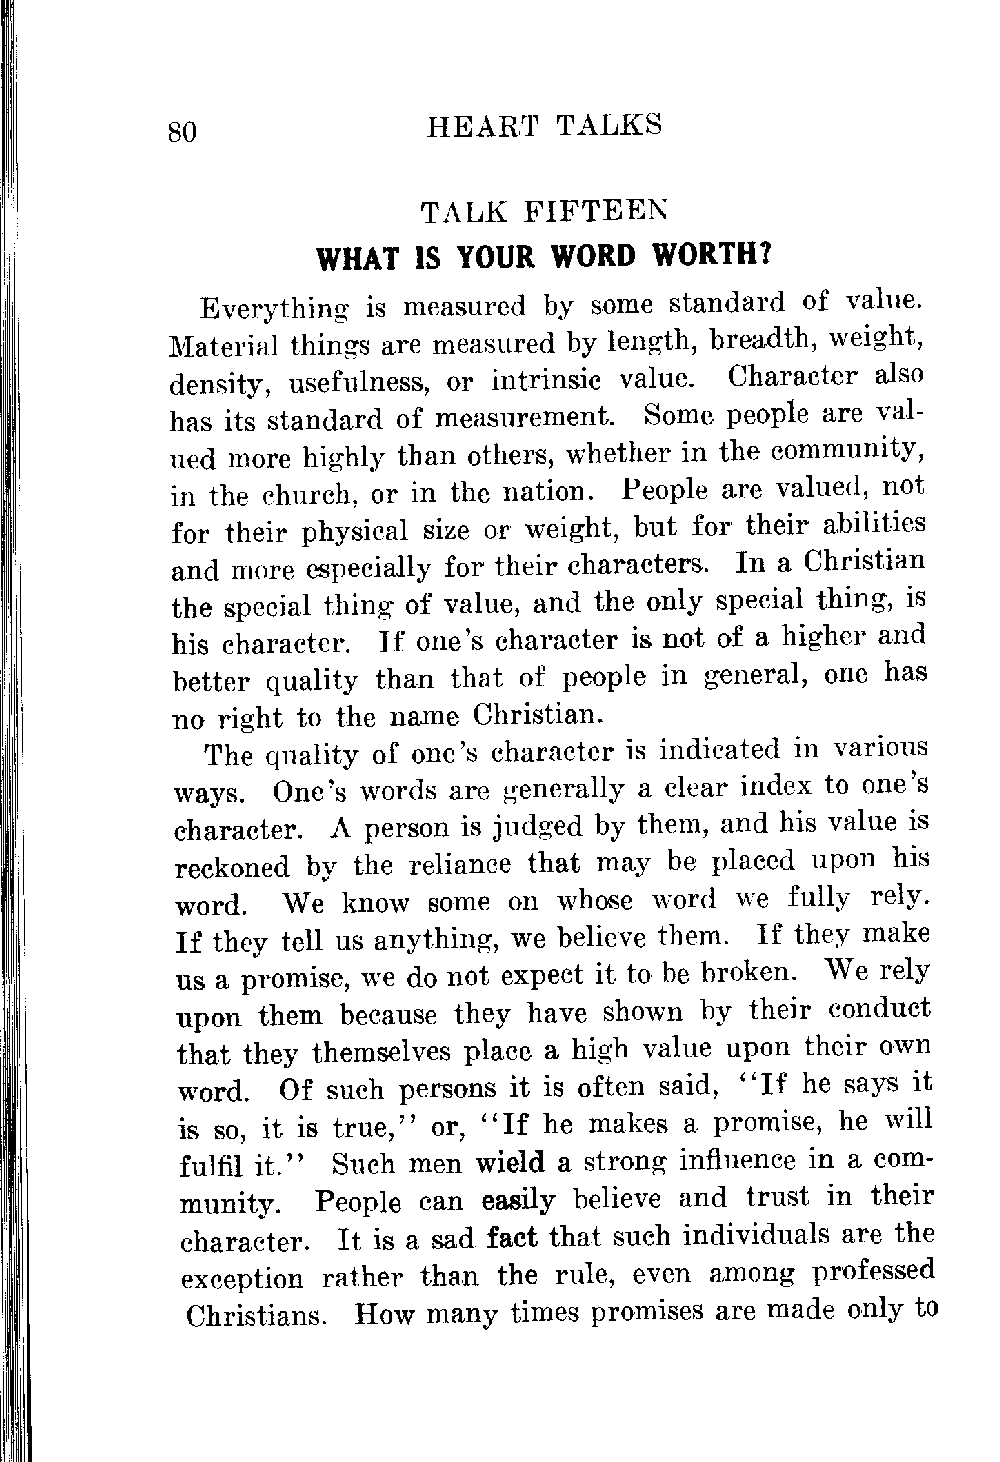 80 HEART TALKS
TALK FIFTEEN
WHAT IS YOUR WORD WORTH?
Everything is measured by some standard of value.
Material things are measured by length, breadth, weight,
density, usefulness, or intrinsic value. Character also
has its standard of measurement. Some people are val-
ued more highly than others, whether in the community,
in the church, or in the nation. People are valued, not
for their physical size or weight, but for their abilities
and more especially for their characters. In a Christian
the special thing of value, and the only special thing, is
his character. If one's character is not of a higher and
better quality than that of people in general, one has
no right to the name Christian.
The quality of one's character is indicated in various
ways. One's words are generally a clear index to one's
character. A person is judged by them, and his value is
reckoned by the reliance that may be placed upon his
word. We know some on whose word we fully rely.
If they tell us anything, we believe them. If they make
us a promise, we do not expect it to be broken. We rely
upon them because they have shown by their conduct
that they themselves place a high value upon their own
word. Of such persons it is often said, "If he says it
is so, it is true," or, "If he makes a promise, he will
fulfil it." Such men wield a strong influence in a com-
munity. People can easily believe and trust in their
character. It is a sad fact that such individuals are the
exception rather than the rule, even among professed
Christians. How many times promises are made only to